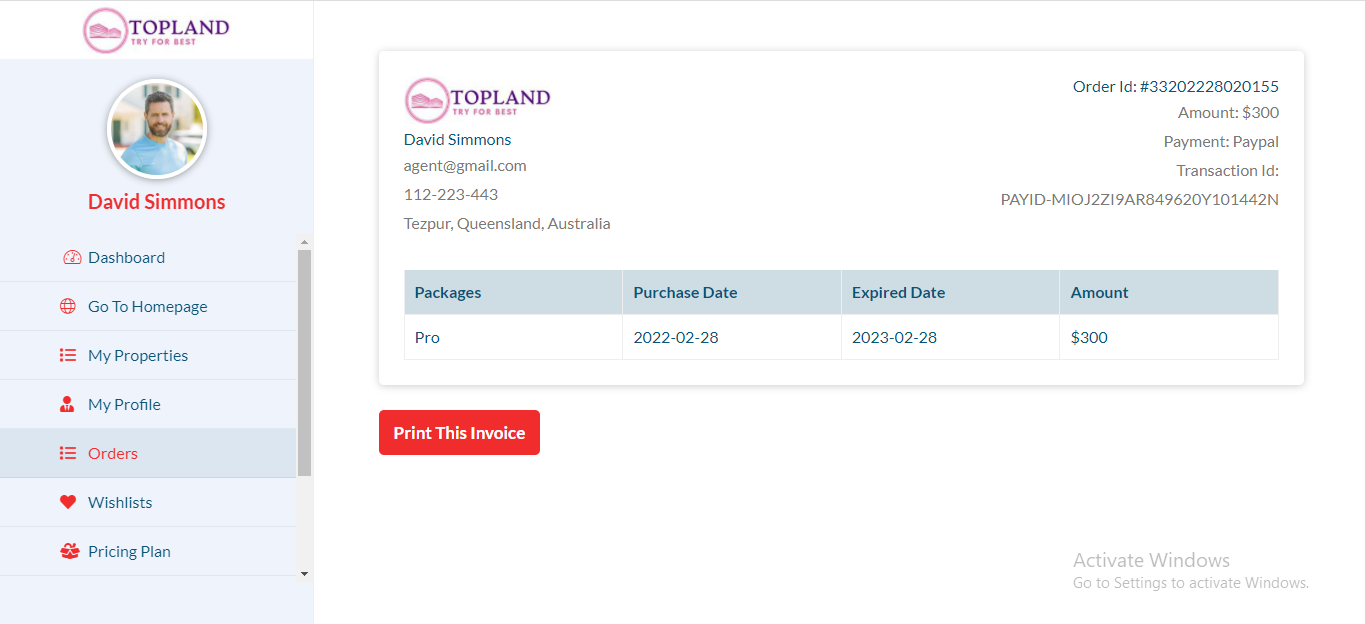 TOPLAND
TRY FOR BEST
David Simmons
Dashboard
Go To Homepage
My Properties
My Profile
Orders
Wishlists
Pricing Plan
TOPLAND
TRY FOR BEST
David Simmons
agent@gmail.com
112-223-443
Tezpur, Queensland, Australia
Order Id: #33202228020155
Amount: $300
Payment: Paypal
Transaction Id:
PAYID-MIOJ2ZI9AR849620Y101442N
Packages Purchase Date Expired Date Amount
Pro 2022-02-28 2023-02-28 $300
Print This Invoice
Activate Windows
Go to Settings to activate Windows.